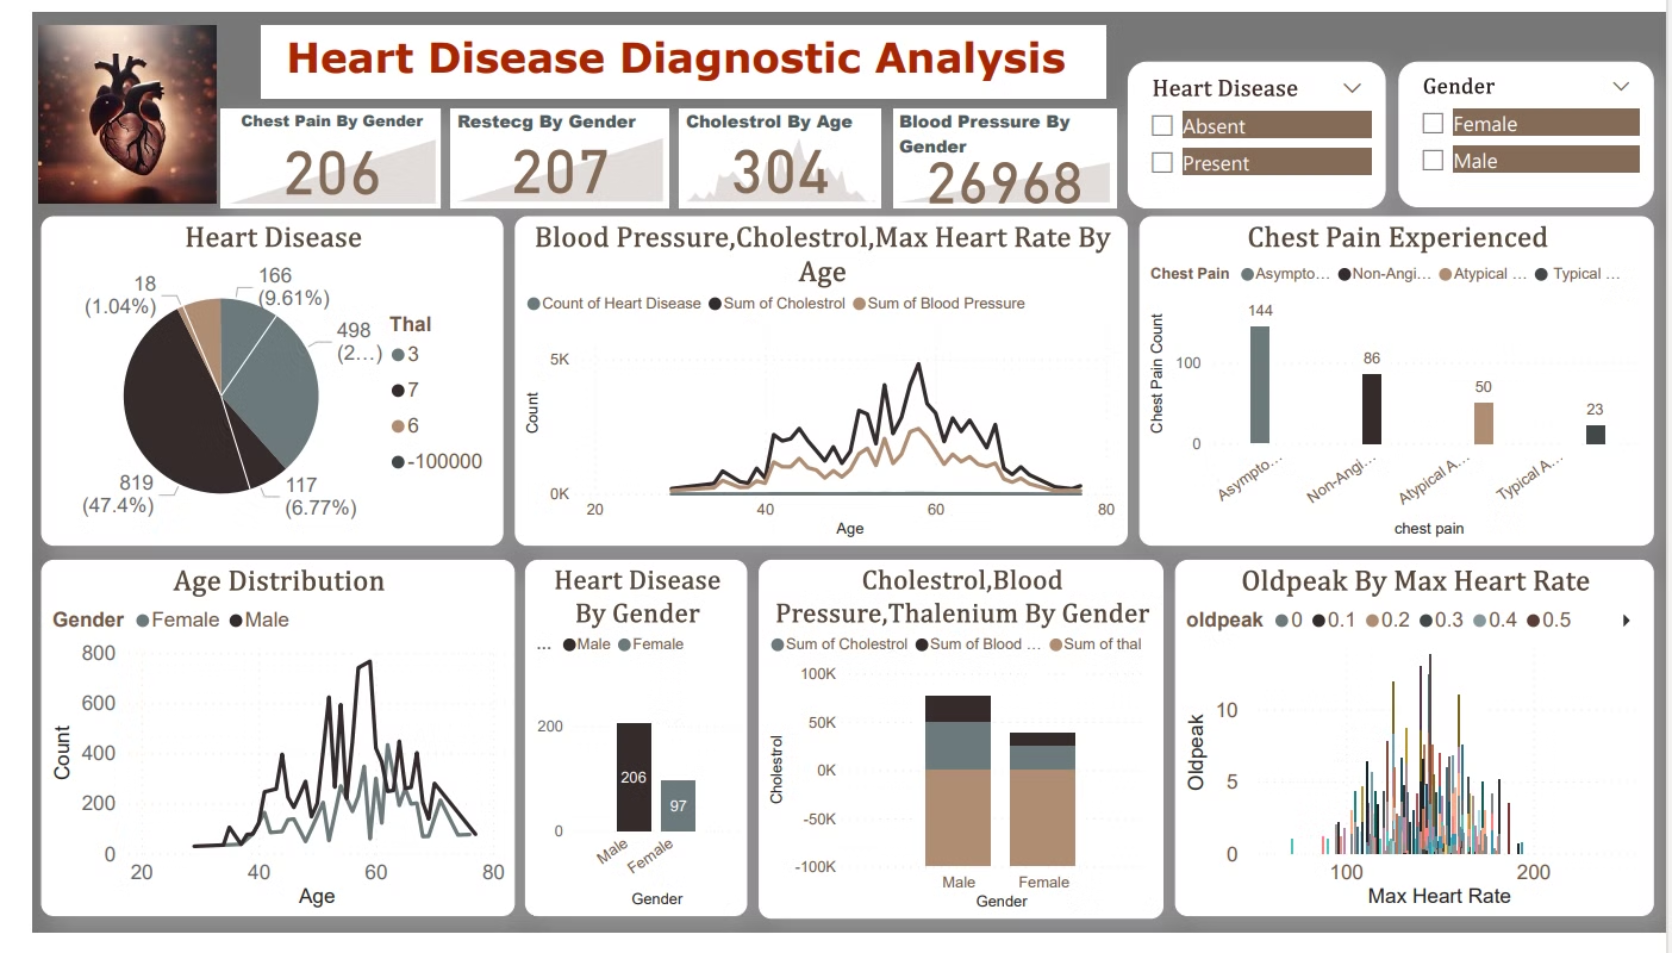 Heart Disease Diagnostic Analysis
Chest Pain By Gender
206
Restecg By Gender
207
Cholestrol By Age
304
Blood Pressure By
Gender
26968
Heart Disease
Absent
Present
Gender
Female
Male
Heart Disease
18
(1.04%)
166
(9.61%)
498
(2...)
819
(47.4%)
117
(6.77%)
Thal
3
7
6
-100000
Blood Pressure,Cholestrol,Max Heart Rate By
Age
Count of Heart Disease Sum of Cholestrol Sum of Blood Pressure
Count
5K
0K
20 40 60 80
Age
Chest Pain Experienced
Chest Pain Asympto... Non-Angi... Atypical ... Typical ...
Chest Pain Count
100
0
144
86
50
23
Asympto... Non-Angi... Atypical A... Typical A...
chest pain
Age Distribution
Gender Female Male
Count
800
600
400
200
0
20 40 60 80
Age
Heart Disease
By Gender
... Male Female
200
0
206
97
Male Female
Gender
Cholestrol,Blood
Pressure,Thalenium By Gender
Sum of Cholestrol Sum of Blood ... Sum of thal
Cholestrol
100K
50K
0K
-50K
-100K
Male Female
Gender
Oldpeak By Max Heart Rate
oldpeak 0 0.1 0.2 0.3 0.4 0.5
Oldpeak
10
5
0
100 200
Max Heart Rate